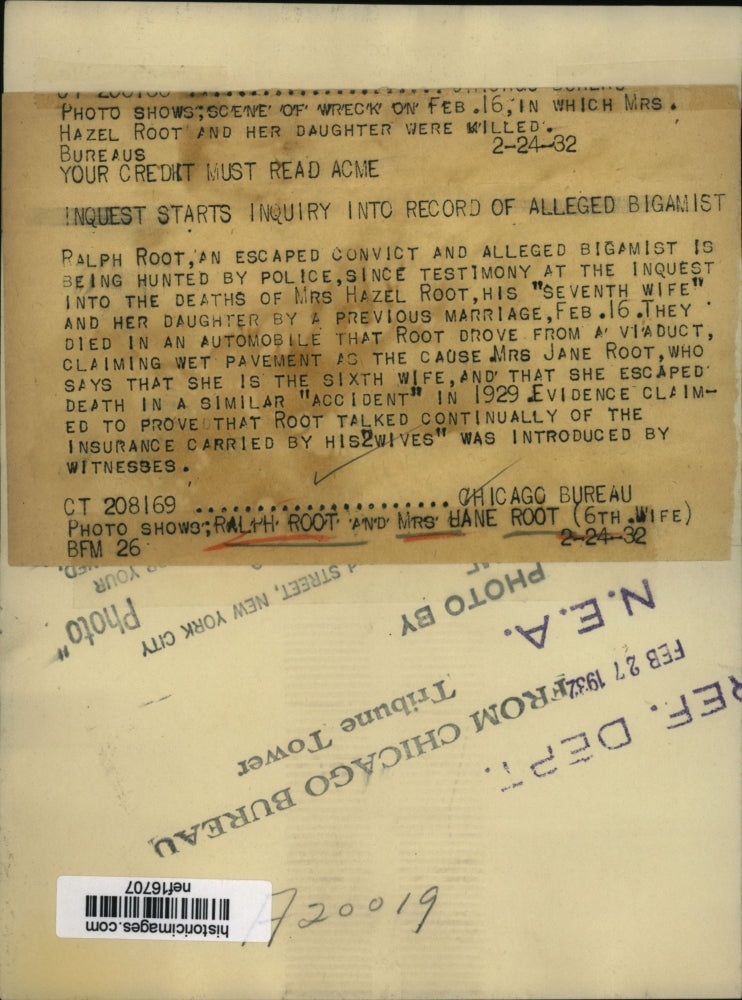 PHOTO SHOWS;SCENE OF WRECK ON FEB.16, IN WHICH MRS.
HAZEL ROOT AND HER DAUGHTER WERE KILLED.
BUREAUS 2-24-32
YOUR CREDIT MUST READ ACME
INQUEST STARTS INQUIRY INTO RECORD OF ALLEGED BIGAMIST
RALPH ROOT, AN ESCAPED CONVICT AND ALLEGED BIGAMIST IS
BEING HUNTED BY POLICE, SINCE TESTIMONY AT THE INQUEST
INTO THE DEATHS OF MRS HAZEL ROOT, HIS "SEVENTH WIFE"
AND HER DAUGHTER BY A PREVIOUS MARRIAGE, FEB.16. THEY
DIED IN AN AUTOMOBILE THAT ROOT DROVE FROM A VIADUCT,
CLAIMING WET PAVEMENT AS THE CAUSE. MRS JANE ROOT, WHO
SAYS THAT SHE IS THE SIXTH WIFE, AND THAT SHE ESCAPED
DEATH IN A SIMILAR "ACCIDENT" IN 1929. EVIDENCE CLAIM-
ED TO PROVE THAT ROOT TALKED CONTINUALLY OF THE
INSURANCE CARRIED BY HIS "WIVES" WAS INTRODUCED BY
WITNESSES.
CT 208169 ........................ CHICAGO BUREAU
PHOTO SHOWS; RALPH ROOT AND MRS JANE ROOT (6TH WIFE)
BFM 26 2-24-32
YOUR
STREET, NEW YORK CITY
"Photo
PHOTO BY
N.E.A.
FEB 27 1932
REF. DEPT.
FROM CHICAGO BUREAU
Tribune Tower
nef16707
historicimages.com
A20019